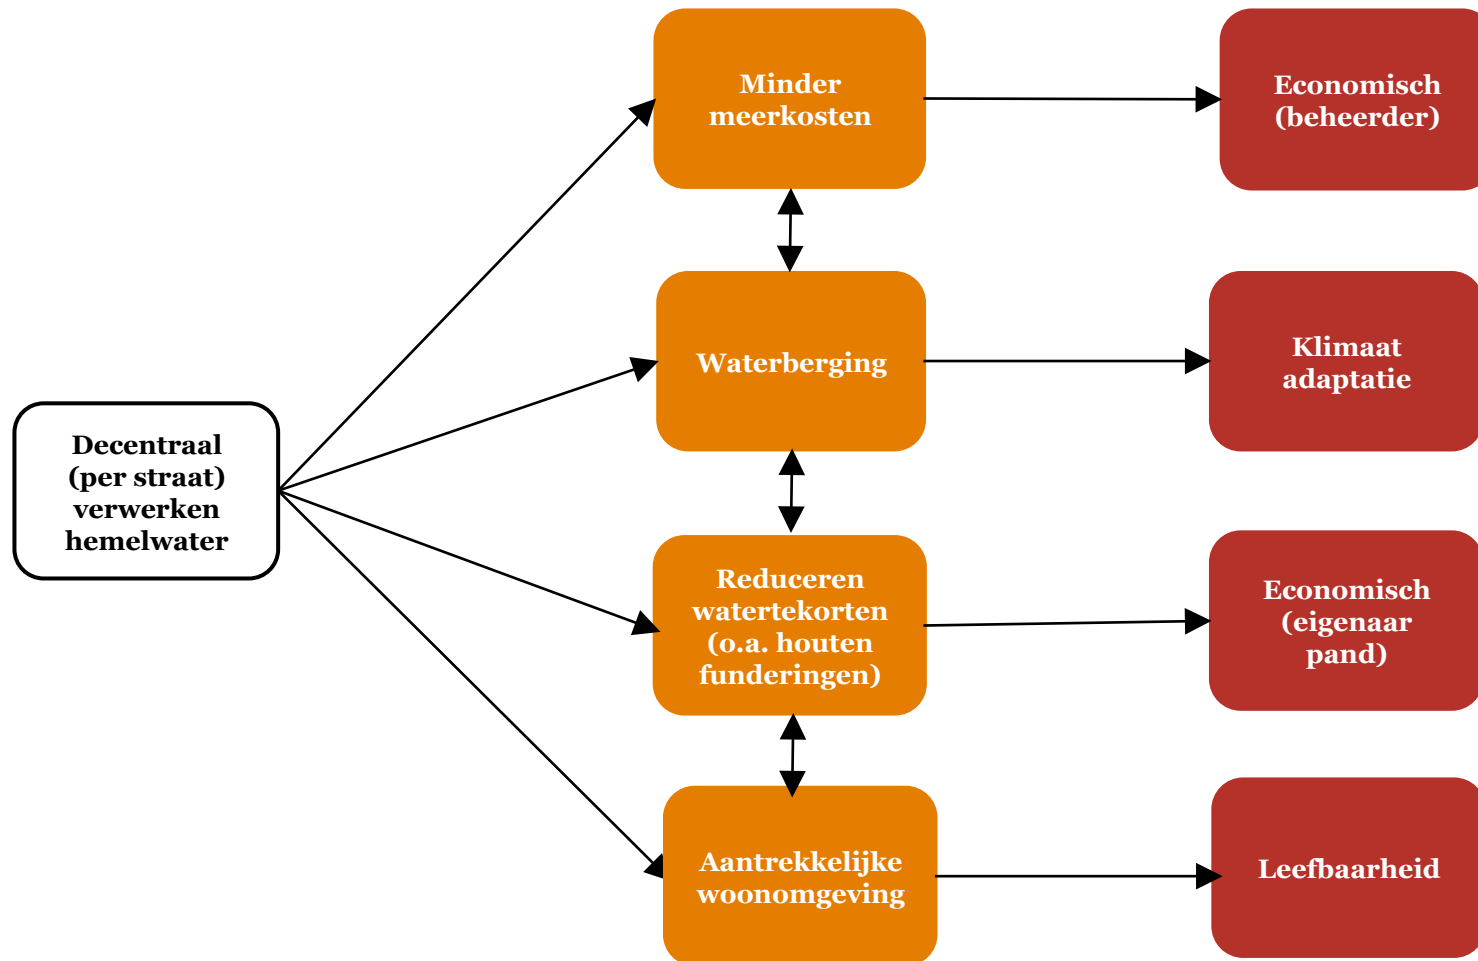 Decentraal
(per straat)
verwerken
hemelwater
Minder
meerkosten
Economisch
(beheerder)
Waterberging
Klimaat
adaptatie
Reduceren
watertekorten
(o.a. houten
funderingen)
Economisch
(eigenaar
pand)
Aantrekkelijke
woonomgeving
Leefbaarheid